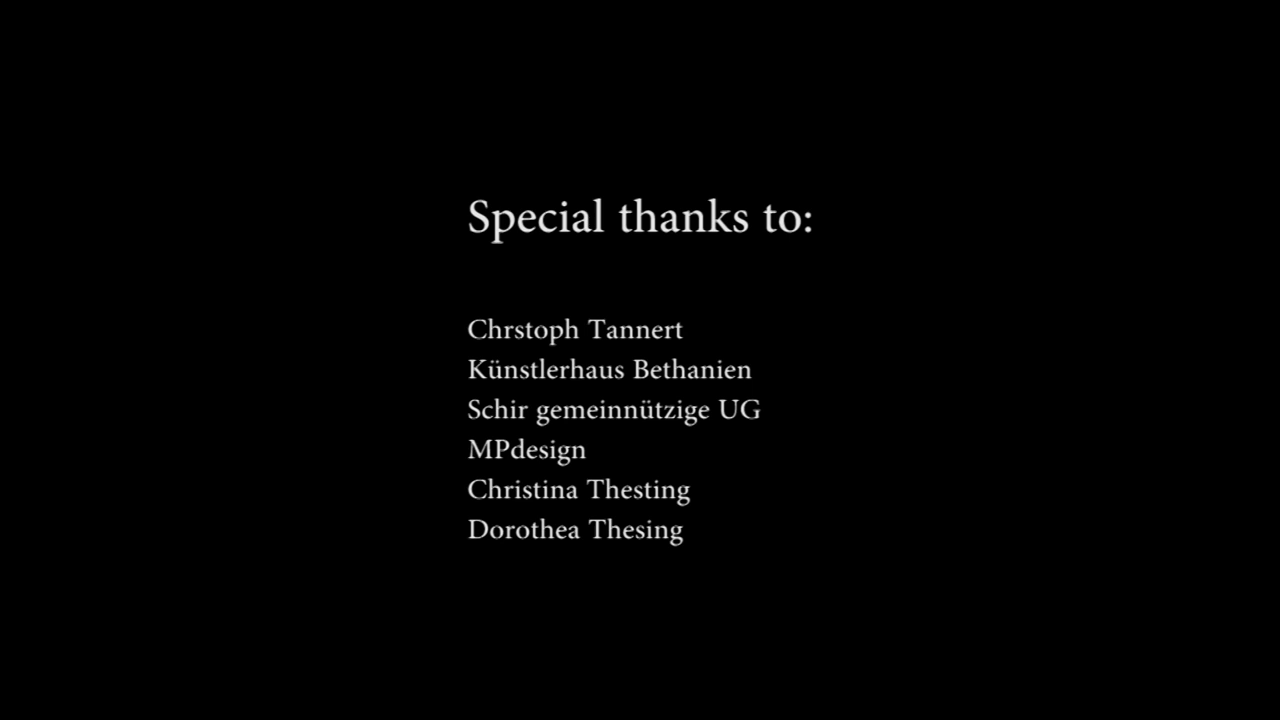 Special thanks to:
Chrstoph Tannert
Künstlerhaus Bethanien
Schir gemeinnützige UG
MPdesign
Christina Thesting
Dorothea Thesing